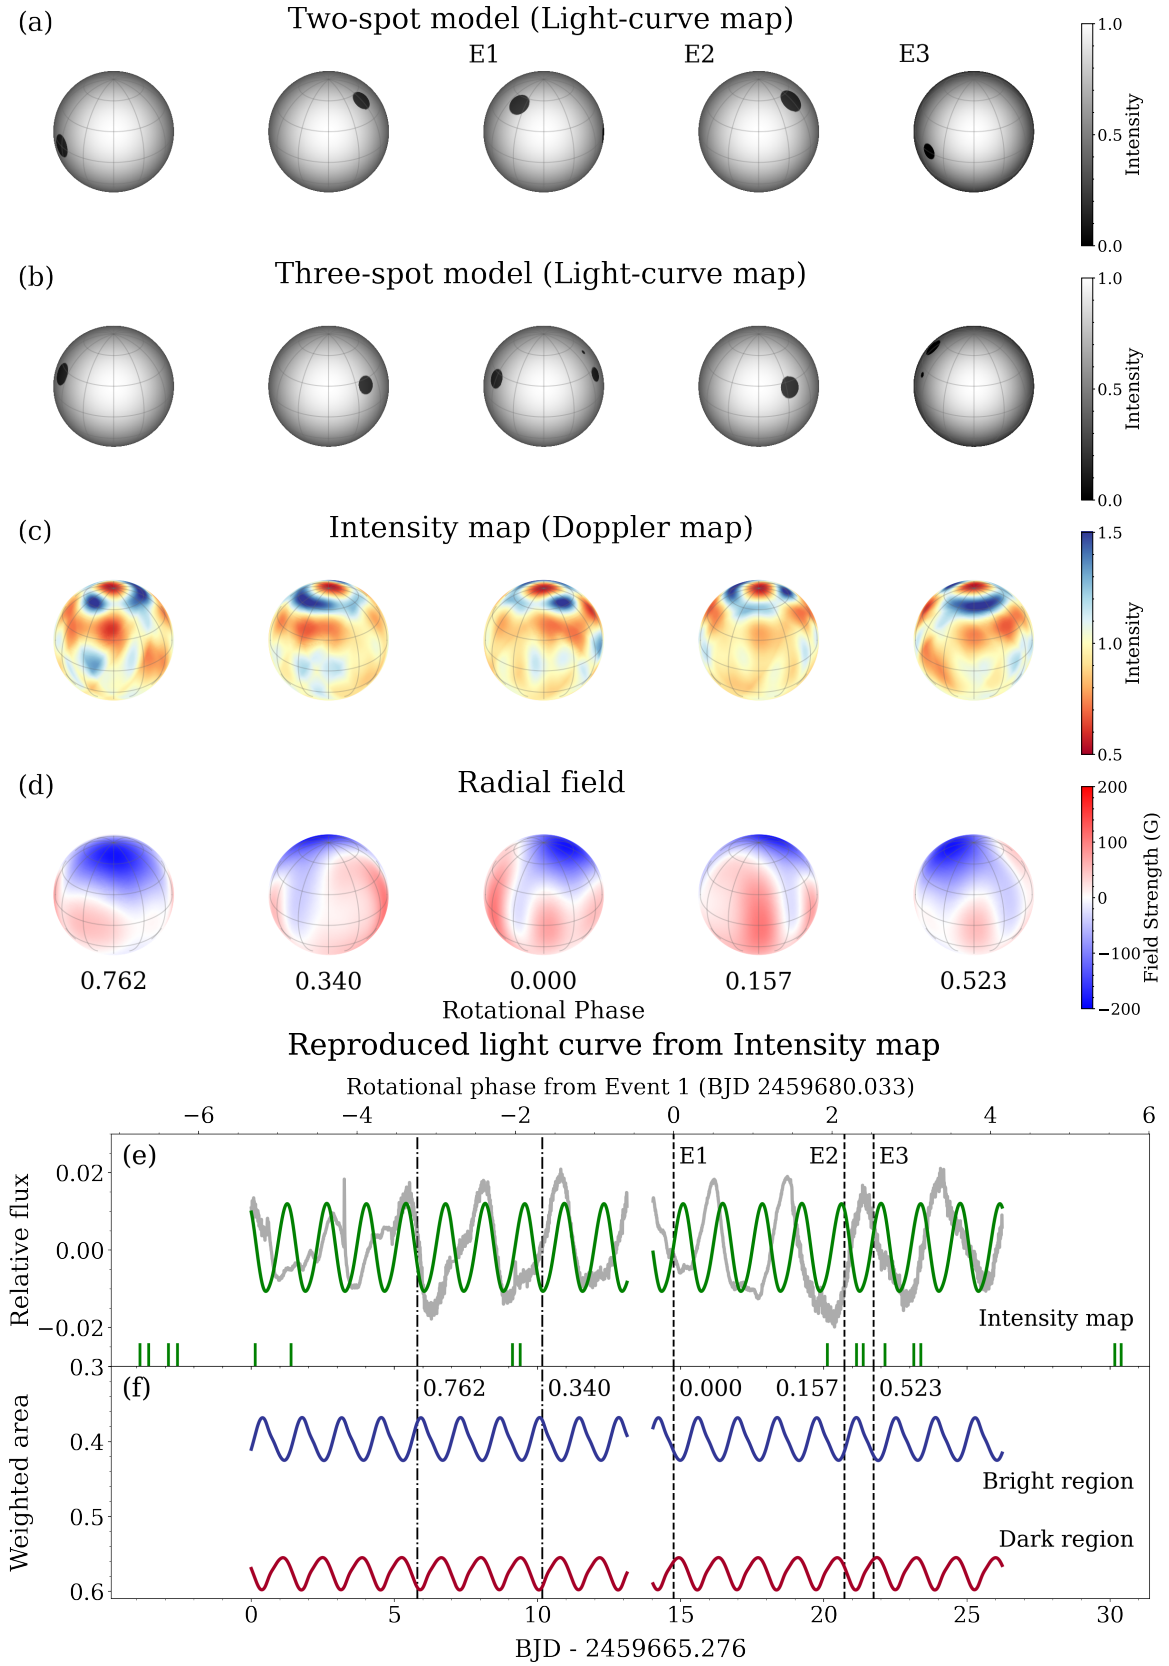 (a)
Two-spot model (Light-curve map)
E1
E2
E3
1.0
0.5
0.0
Intensity
(b)
Three-spot model (Light-curve map)
1.0
0.5
0.0
Intensity
(c)
Intensity map (Doppler map)
1.5
1.0
0.5
Intensity
(d)
Radial field
200
100
0
−100
−200
Field Strength (G)
0.762
0.340
0.000
0.157
0.523
Rotational Phase
Reproduced light curve from Intensity map
Rotational phase from Event 1 (BJD 2459680.033)
−6
−4
−2
0
2
4
6
(e)
E1
E2
E3
0.02
0.00
−0.02
Relative flux
Intensity map
0.3
(f)
0.762
0.340
0.000
0.157
0.523
0.4
0.5
0.6
Weighted area
Bright region
Dark region
0
5
10
15
20
25
30
BJD - 2459665.276